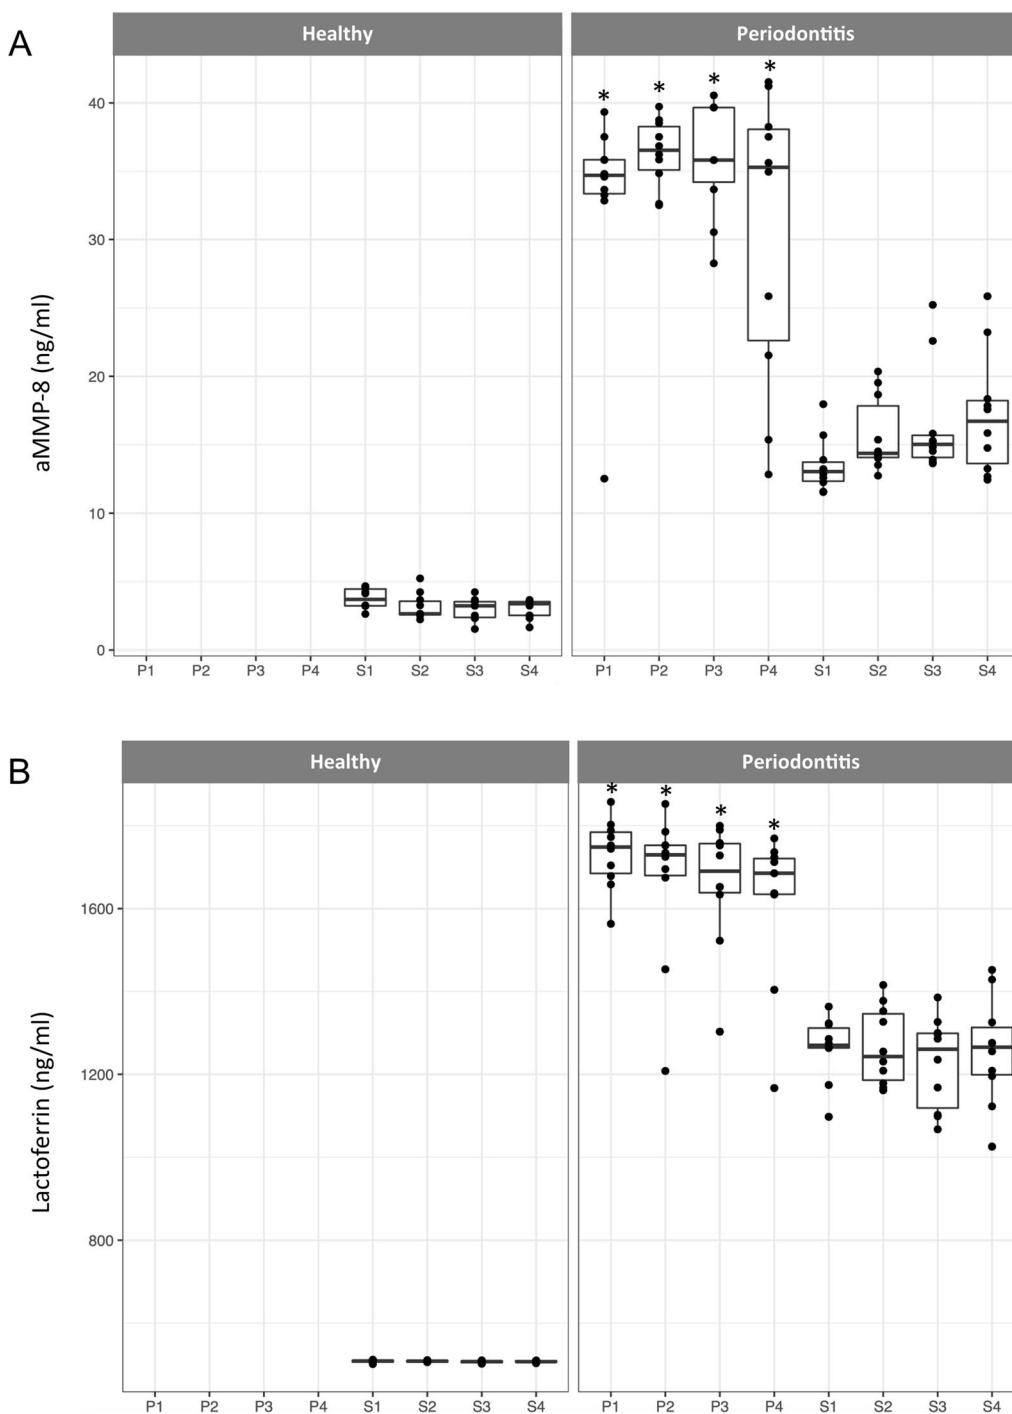 A
Healthy
Periodontitis
* * * *
aMMP-8 (ng/ml)
40
30
20
10
0
P1 P2 P3 P4 S1 S2 S3 S4
P1 P2 P3 P4 S1 S2 S3 S4
B
Healthy
Periodontitis
* * * *
Lactoferrin (ng/ml)
1600
1200
800
P1 P2 P3 P4 S1 S2 S3 S4
P1 P2 P3 P4 S1 S2 S3 S4